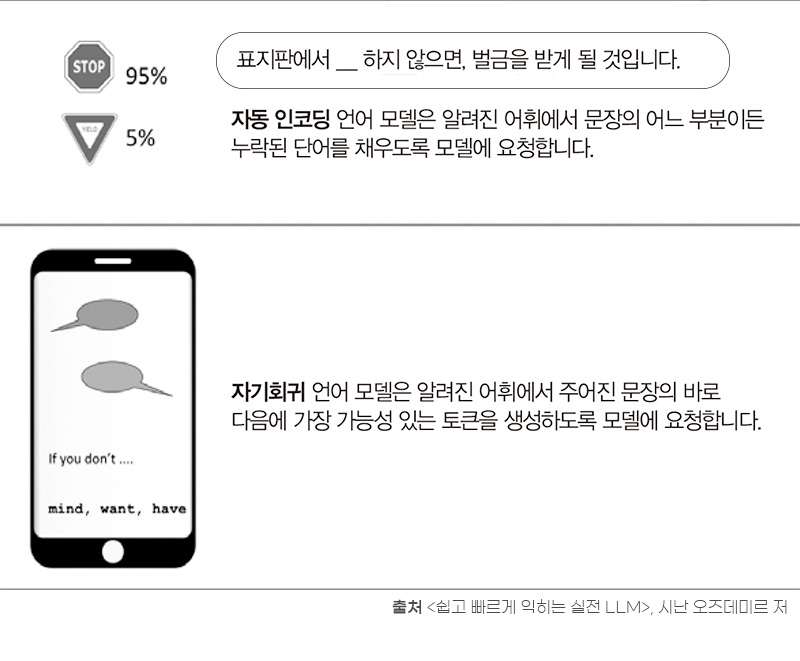 STOP
95%
표지판에서 __ 하지 않으면, 벌금을 받게 될 것입니다.
YIELD
5%
자동 인코딩 언어 모델은 알려진 어휘에서 문장의 어느 부분이든
누락된 단어를 채우도록 모델에 요청합니다.
If you don't ....
mind, want, have
자기회귀 언어 모델은 알려진 어휘에서 주어진 문장의 바로
다음에 가장 가능성 있는 토큰을 생성하도록 모델에 요청합니다.
출처 <쉽고 빠르게 익히는 실전 LLM>, 시난 오즈데미르 저